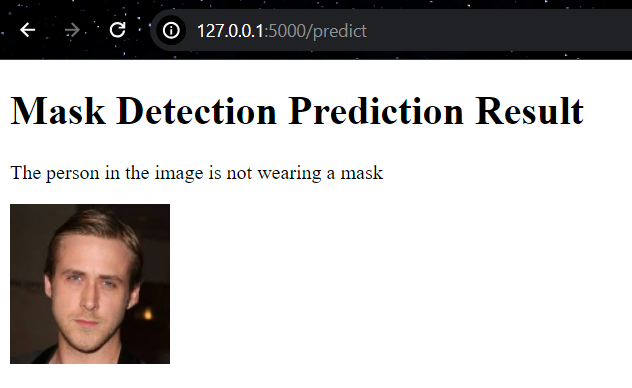 127.0.0.1:5000/predict
Mask Detection Prediction Result
The person in the image is not wearing a mask